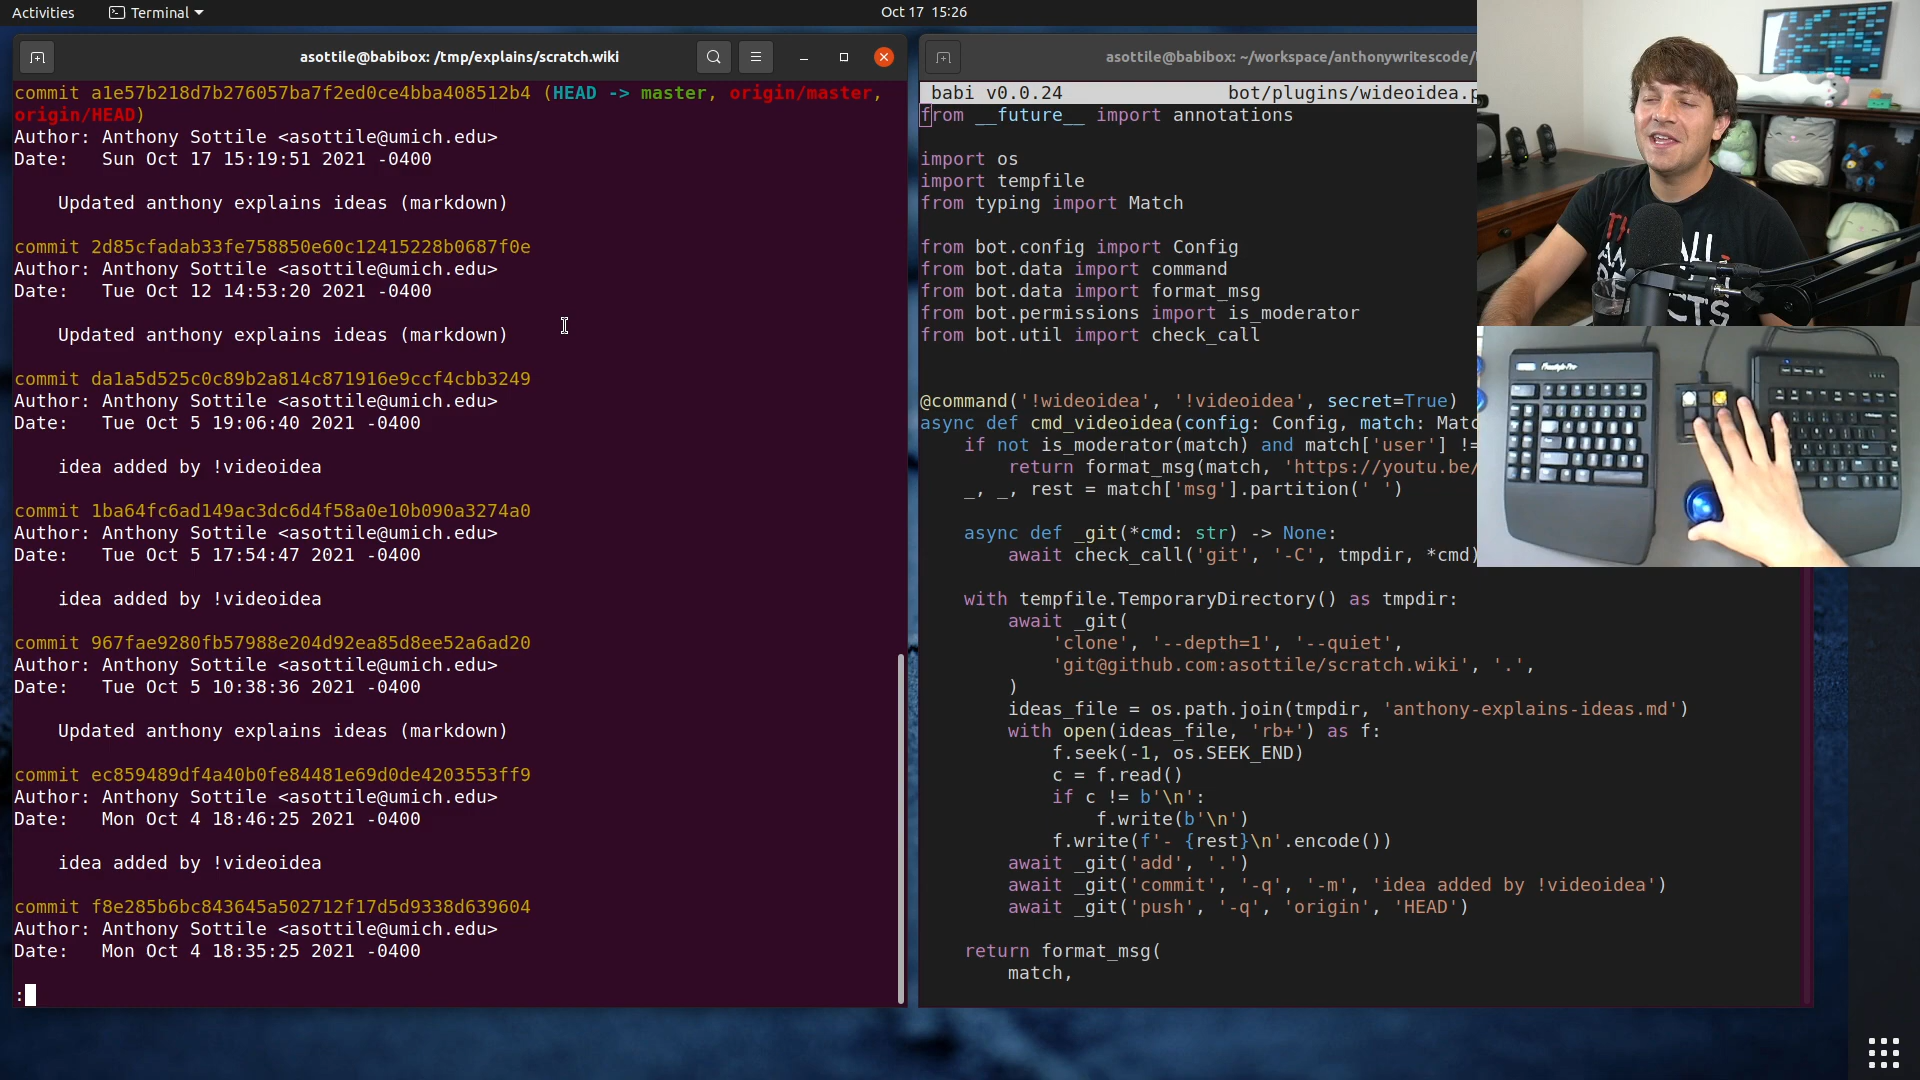 Activities
Terminal
Oct 17 15:26
asottile@babibox: /tmp/explains/scratch.wiki
commit a1e57b218d7b276057ba7f2ed0ce4bba408512b4 (HEAD -> master, origin/master,
origin/HEAD)
Author: Anthony Sottile <asottile@umich.edu>
Date:   Sun Oct 17 15:19:51 2021 -0400
Updated anthony explains ideas (markdown)
commit 2d85cfadab33fe758850e60c12415228b0687f0e
Author: Anthony Sottile <asottile@umich.edu>
Date:   Tue Oct 12 14:53:20 2021 -0400
Updated anthony explains ideas (markdown)
commit da1a5d525c0c89b2a814c871916e9ccf4cbb3249
Author: Anthony Sottile <asottile@umich.edu>
Date:   Tue Oct 5 19:06:40 2021 -0400
idea added by !videoidea
commit 1ba64fc6ad149ac3dc6d4f58a0e10b090a3274a0
Author: Anthony Sottile <asottile@umich.edu>
Date:   Tue Oct 5 17:54:47 2021 -0400
idea added by !videoidea
commit 967fae9280fb57988e204d92ea85d8ee52a6ad20
Author: Anthony Sottile <asottile@umich.edu>
Date:   Tue Oct 5 10:38:36 2021 -0400
Updated anthony explains ideas (markdown)
commit ec859489df4a40b0fe84481e69d0de4203553ff9
Author: Anthony Sottile <asottile@umich.edu>
Date:   Mon Oct 4 18:46:25 2021 -0400
idea added by !videoidea
commit f8e285b6bc843645a502712f17d5d9338d639604
Author: Anthony Sottile <asottile@umich.edu>
Date:   Mon Oct 4 18:35:25 2021 -0400
:
asottile@babibox: ~/workspace/anthonywritescode/
babi v0.0.24 bot/plugins/wideoidea.p
from __future__ import annotations
import os
import tempfile
from typing import Match
from bot.config import Config
from bot.data import command
from bot.data import format_msg
from bot.permissions import is_moderator
from bot.util import check_call
@command('!wideoidea', '!videoidea', secret=True)
async def cmd_videoidea(config: Config, match: Matc
    if not is_moderator(match) and match['user'] !=
        return format_msg(match, 'https://youtu.be/
    _, _, rest = match['msg'].partition(' ')
    async def _git(*cmd: str) -> None:
        await check_call('git', '-C', tmpdir, *cmd)
    with tempfile.TemporaryDirectory() as tmpdir:
        await _git(
            'clone', '--depth=1', '--quiet',
            'git@github.com:asottile/scratch.wiki', '.',
        )
        ideas_file = os.path.join(tmpdir, 'anthony-explains-ideas.md')
        with open(ideas_file, 'rb+') as f:
            f.seek(-1, os.SEEK_END)
            c = f.read()
            if c != b'\n':
                f.write(b'\n')
            f.write(f'- {rest}\n'.encode())
        await _git('add', '.')
        await _git('commit', '-q', '-m', 'idea added by !videoidea')
        await _git('push', '-q', 'origin', 'HEAD')
    return format_msg(
        match,